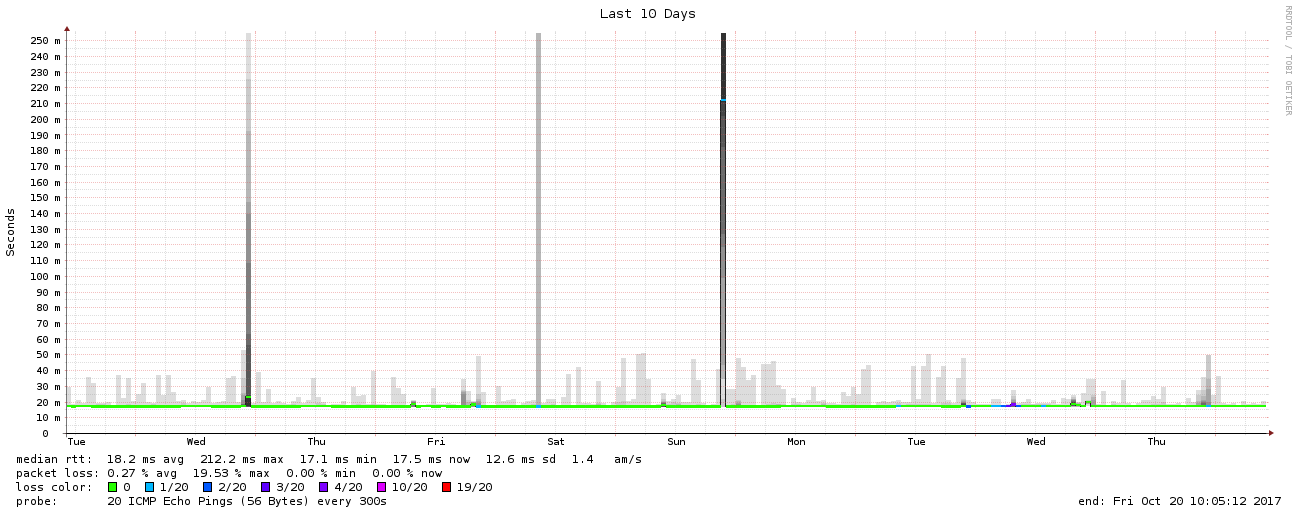 Last 10 Days
RRDTOOL / TOBI OETIKER
Seconds
250 m
240 m
230 m
220 m
210 m
200 m
190 m
180 m
170 m
160 m
150 m
140 m
130 m
120 m
110 m
100 m
90 m
80 m
70 m
60 m
50 m
40 m
30 m
20 m
10 m
0
Tue Wed Thu Fri Sat Sun Mon Tue Wed Thu
median rtt: 18.2 ms avg 212.2 ms max 17.1 ms min 17.5 ms now 12.6 ms sd 1.4 am/s
packet loss: 0.27 % avg 19.53 % max 0.00 % min 0.00 % now
loss color: 0 1/20 2/20 3/20 4/20 10/20 19/20
probe: 20 ICMP Echo Pings (56 Bytes) every 300s end: Fri Oct 20 10:05:12 2017